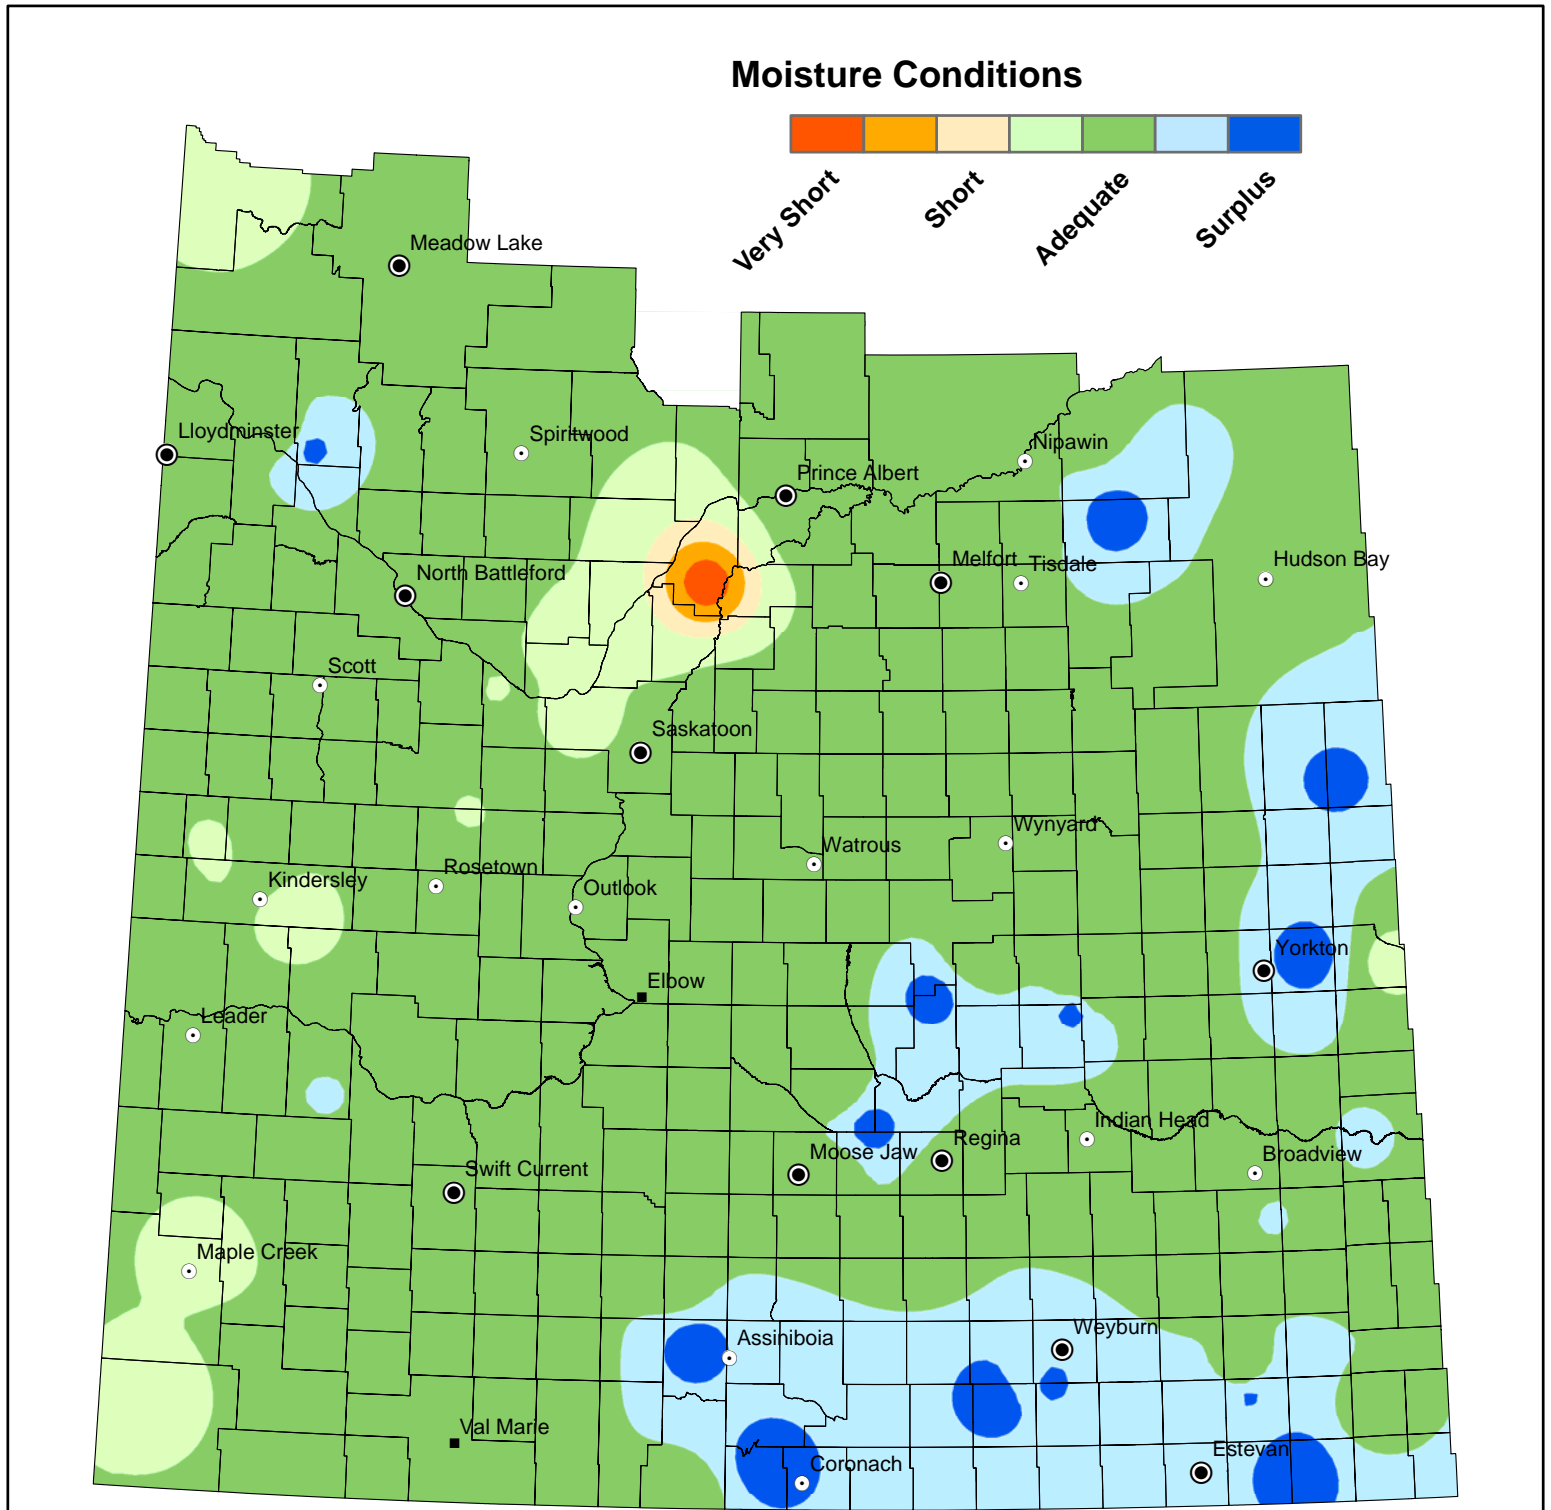 Moisture Conditions
Very Short
Short
Adequate
Surplus
Meadow Lake
Lloydminster
Spiritwood
Nipawin
Prince Albert
Melfort
Tisdale
Hudson Bay
North Battleford
Scott
Saskatoon
Wynyard
Watrous
Rosetown
Kindersley
Outlook
Yorkton
Elbow
Leader
Indian Head
Regina
Moose Jaw
Broadview
Swift Current
Maple Creek
Weyburn
Assiniboia
Val Marie
Estevan
Coronach